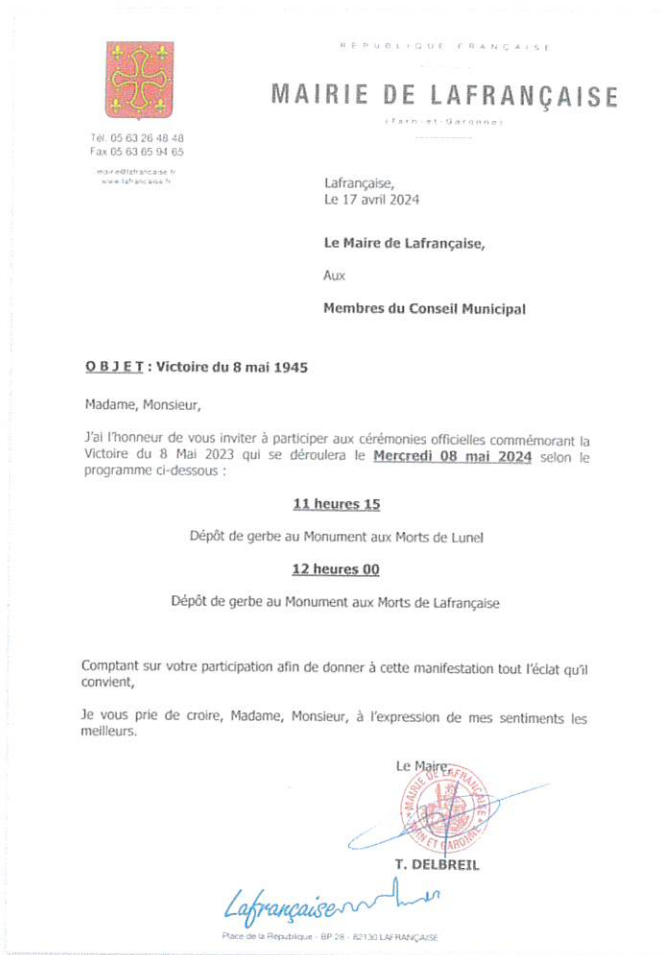 RÉPUBLIQUE FRANÇAISE
MAIRIE DE LAFRANÇAISE
(Tarn-et-Garonne)
Tél. 05 63 26 48 48
Fax 05 63 65 94 65
mairie@lafrancaise.fr
www.lafrancaise.fr
Lafrançaise,
Le 17 avril 2024
Le Maire de Lafrançaise,
Aux
Membres du Conseil Municipal
O B J E T : Victoire du 8 mai 1945
Madame, Monsieur,
J'ai l'honneur de vous inviter à participer aux cérémonies officielles commémorant la
Victoire du 8 Mai 2023 qui se déroulera le Mercredi 08 mai 2024 selon le
programme ci-dessous :
11 heures 15
Dépôt de gerbe au Monument aux Morts de Lunel
12 heures 00
Dépôt de gerbe au Monument aux Morts de Lafrançaise
Comptant sur votre participation afin de donner à cette manifestation tout l'éclat qu'il
convient,
Je vous prie de croire, Madame, Monsieur, à l'expression de mes sentiments les
meilleurs.
Le Maire,
MAIRIE DE LAFRANÇAISE
TARN ET GARONNE
T. DELBREIL
Lafrançaise
Place de la République - BP 28 - 82130 LAFRANÇAISE